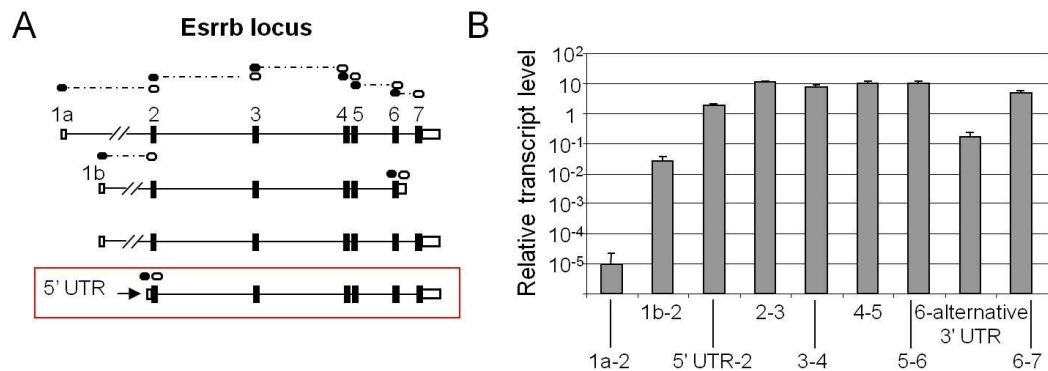 A
Esrrb locus
1a 2 3 4 5 6 7
1b
5' UTR
B
Relative transcript level
10²
10
1
10⁻¹
10⁻²
10⁻³
10⁻⁴
10⁻⁵
1b-2 2-3 4-5 6-alternative
3' UTR
1a-2 5' UTR-2 3-4 5-6 6-7